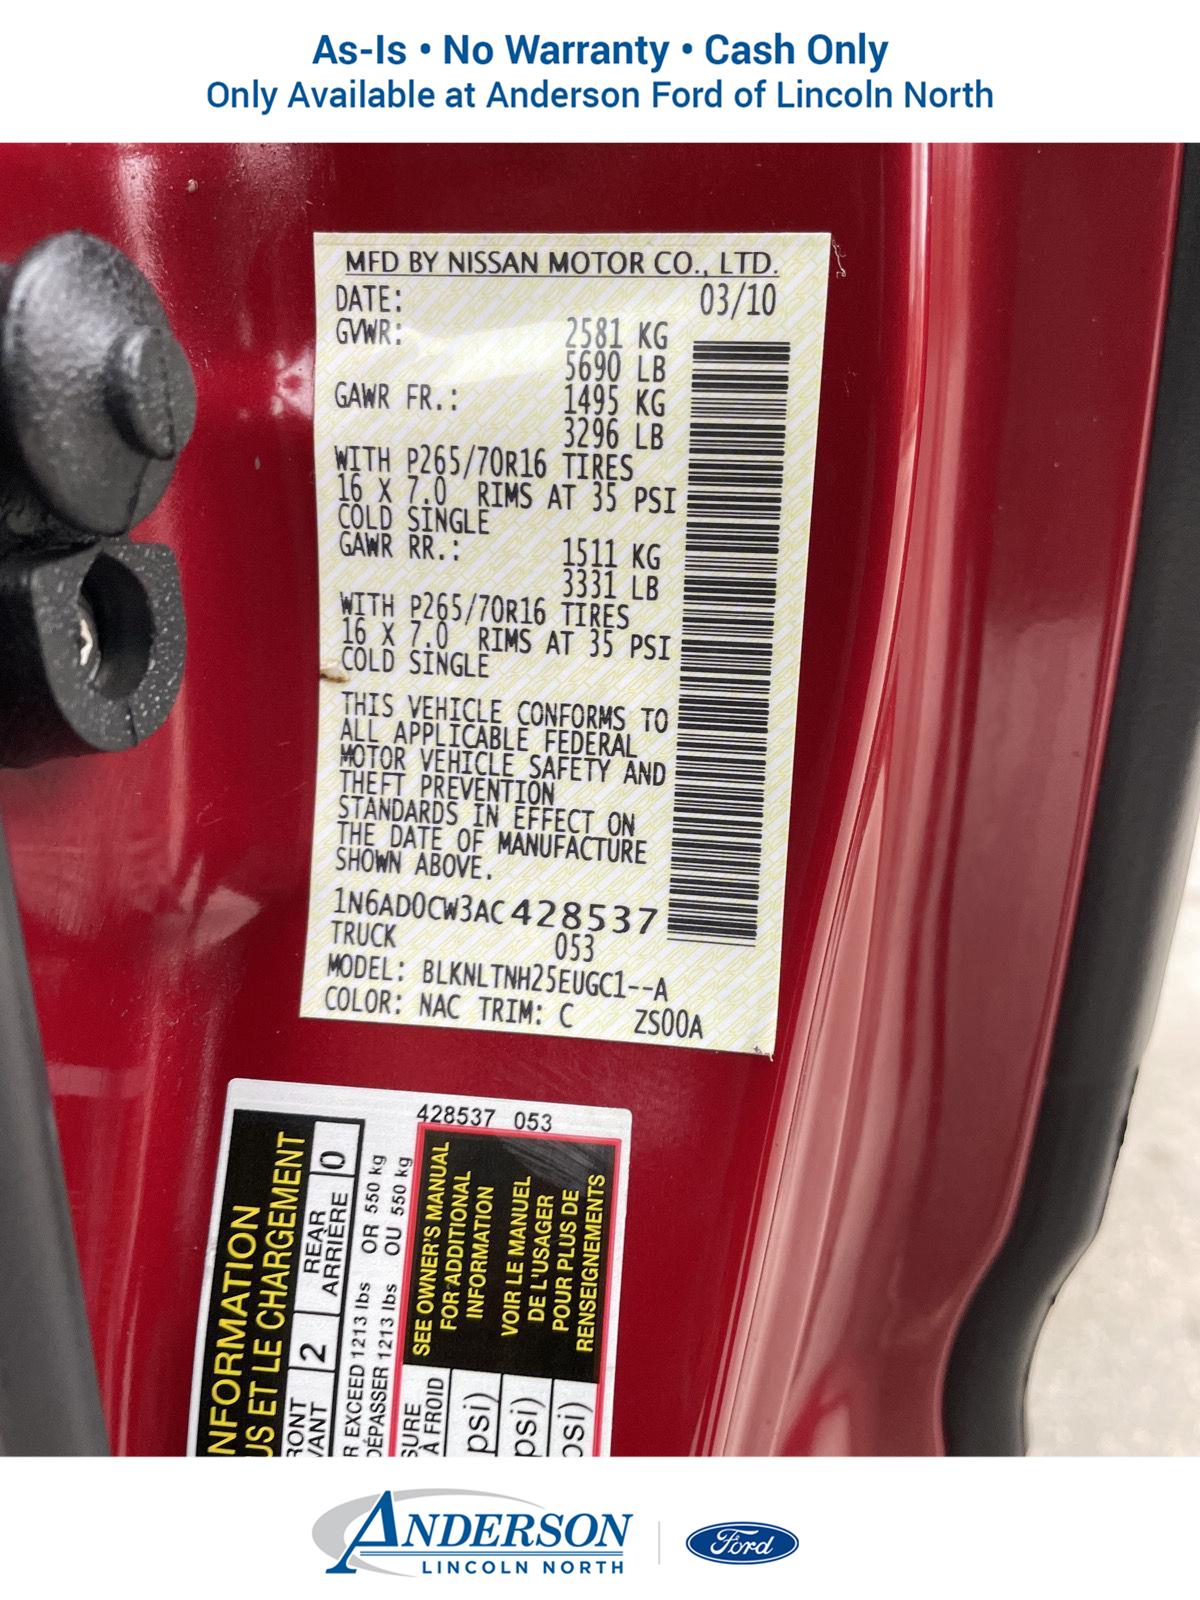 As-Is • No Warranty • Cash Only
Only Available at Anderson Ford of Lincoln North
MFD BY NISSAN MOTOR CO., LTD.
DATE: 03/10
GVWR: 2581 KG
5690 LB
GAWR FR.: 1495 KG
3296 LB
WITH P265/70R16 TIRES
16 X 7.0 RIMS AT 35 PSI
COLD SINGLE
GAWR RR.: 1511 KG
3331 LB
WITH P265/70R16 TIRES
16 X 7.0 RIMS AT 35 PSI
COLD SINGLE
THIS VEHICLE CONFORMS TO
ALL APPLICABLE FEDERAL
MOTOR VEHICLE SAFETY AND
THEFT PREVENTION
STANDARDS IN EFFECT ON
THE DATE OF MANUFACTURE
SHOWN ABOVE.
1N6AD0CW3AC428537
TRUCK 053
MODEL: BLKNLTNH25EUGC1--A
COLOR: NAC TRIM: C ZS00A
428537 053
NFORMATION
US ET LE CHARGEMENT
RONT 2 REAR 0
VANT ARRIÈRE
R EXCEED 1213 lbs OR 550 kg
DÉPASSER 1213 lbs OU 550 kg
SEE OWNER'S MANUAL
FOR ADDITIONAL
INFORMATION
VOIR LE MANUEL
DE L'USAGER
POUR PLUS DE
RENSEIGNEMENTS
SURE
À FROID
psi)
psi)
psi)
ANDERSON
LINCOLN NORTH
Ford